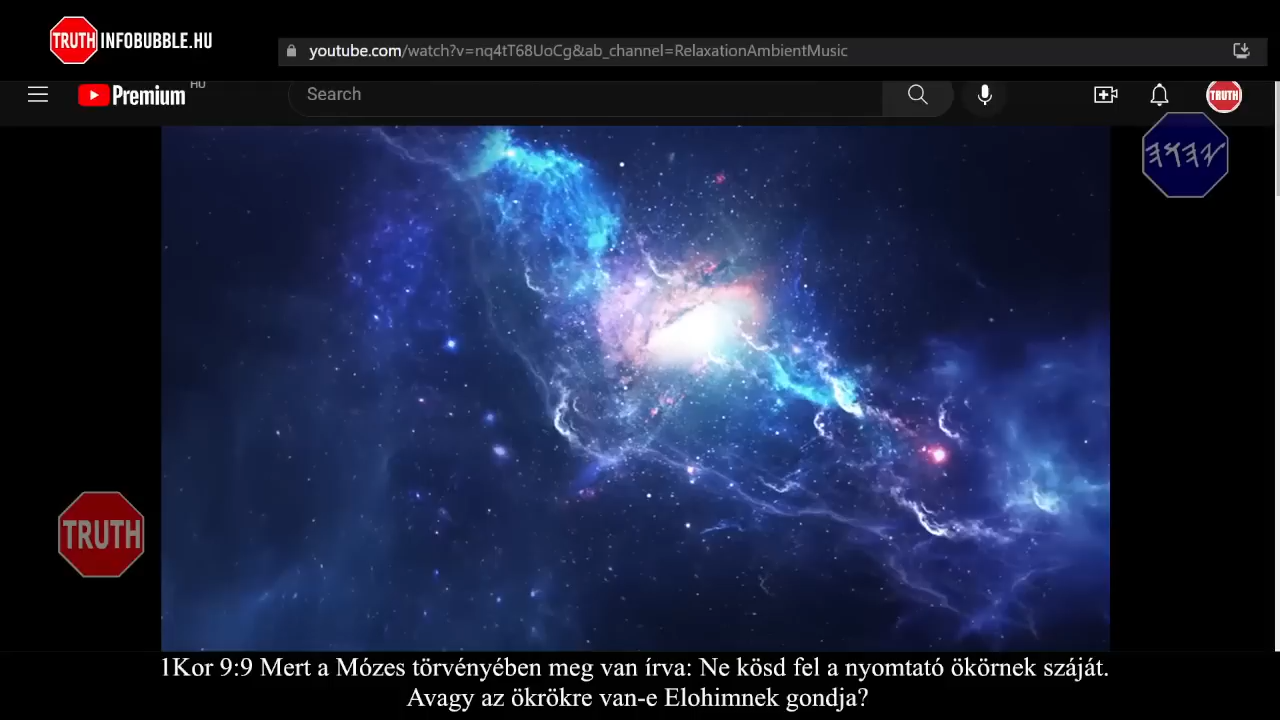 TRUTH INFOBUBBLE.HU
youtube.com/watch?v=nq4tT68UoCg&ab_channel=RelaxationAmbientMusic
Premium HU
Search
TRUTH
𐤉𐤄𐤅𐤄
TRUTH
1Kor 9:9 Mert a Mózes törvényében meg van írva: Ne kösd fel a nyomtató ökörnek száját.
Avagy az ökrökre van-e Elohimnek gondja?